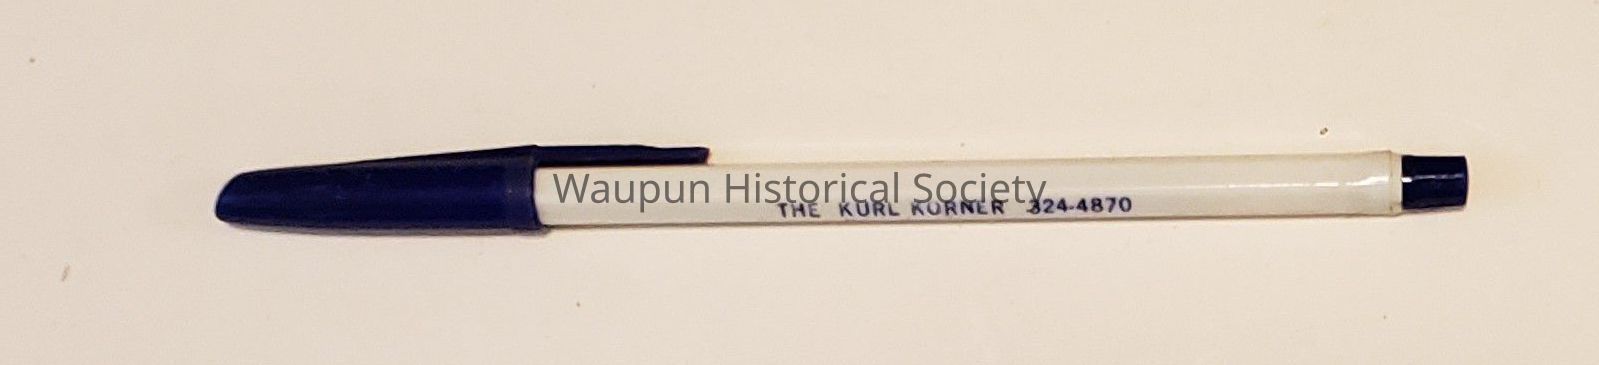 Waupun Historical Society
THE KURL KORNER 324-4870